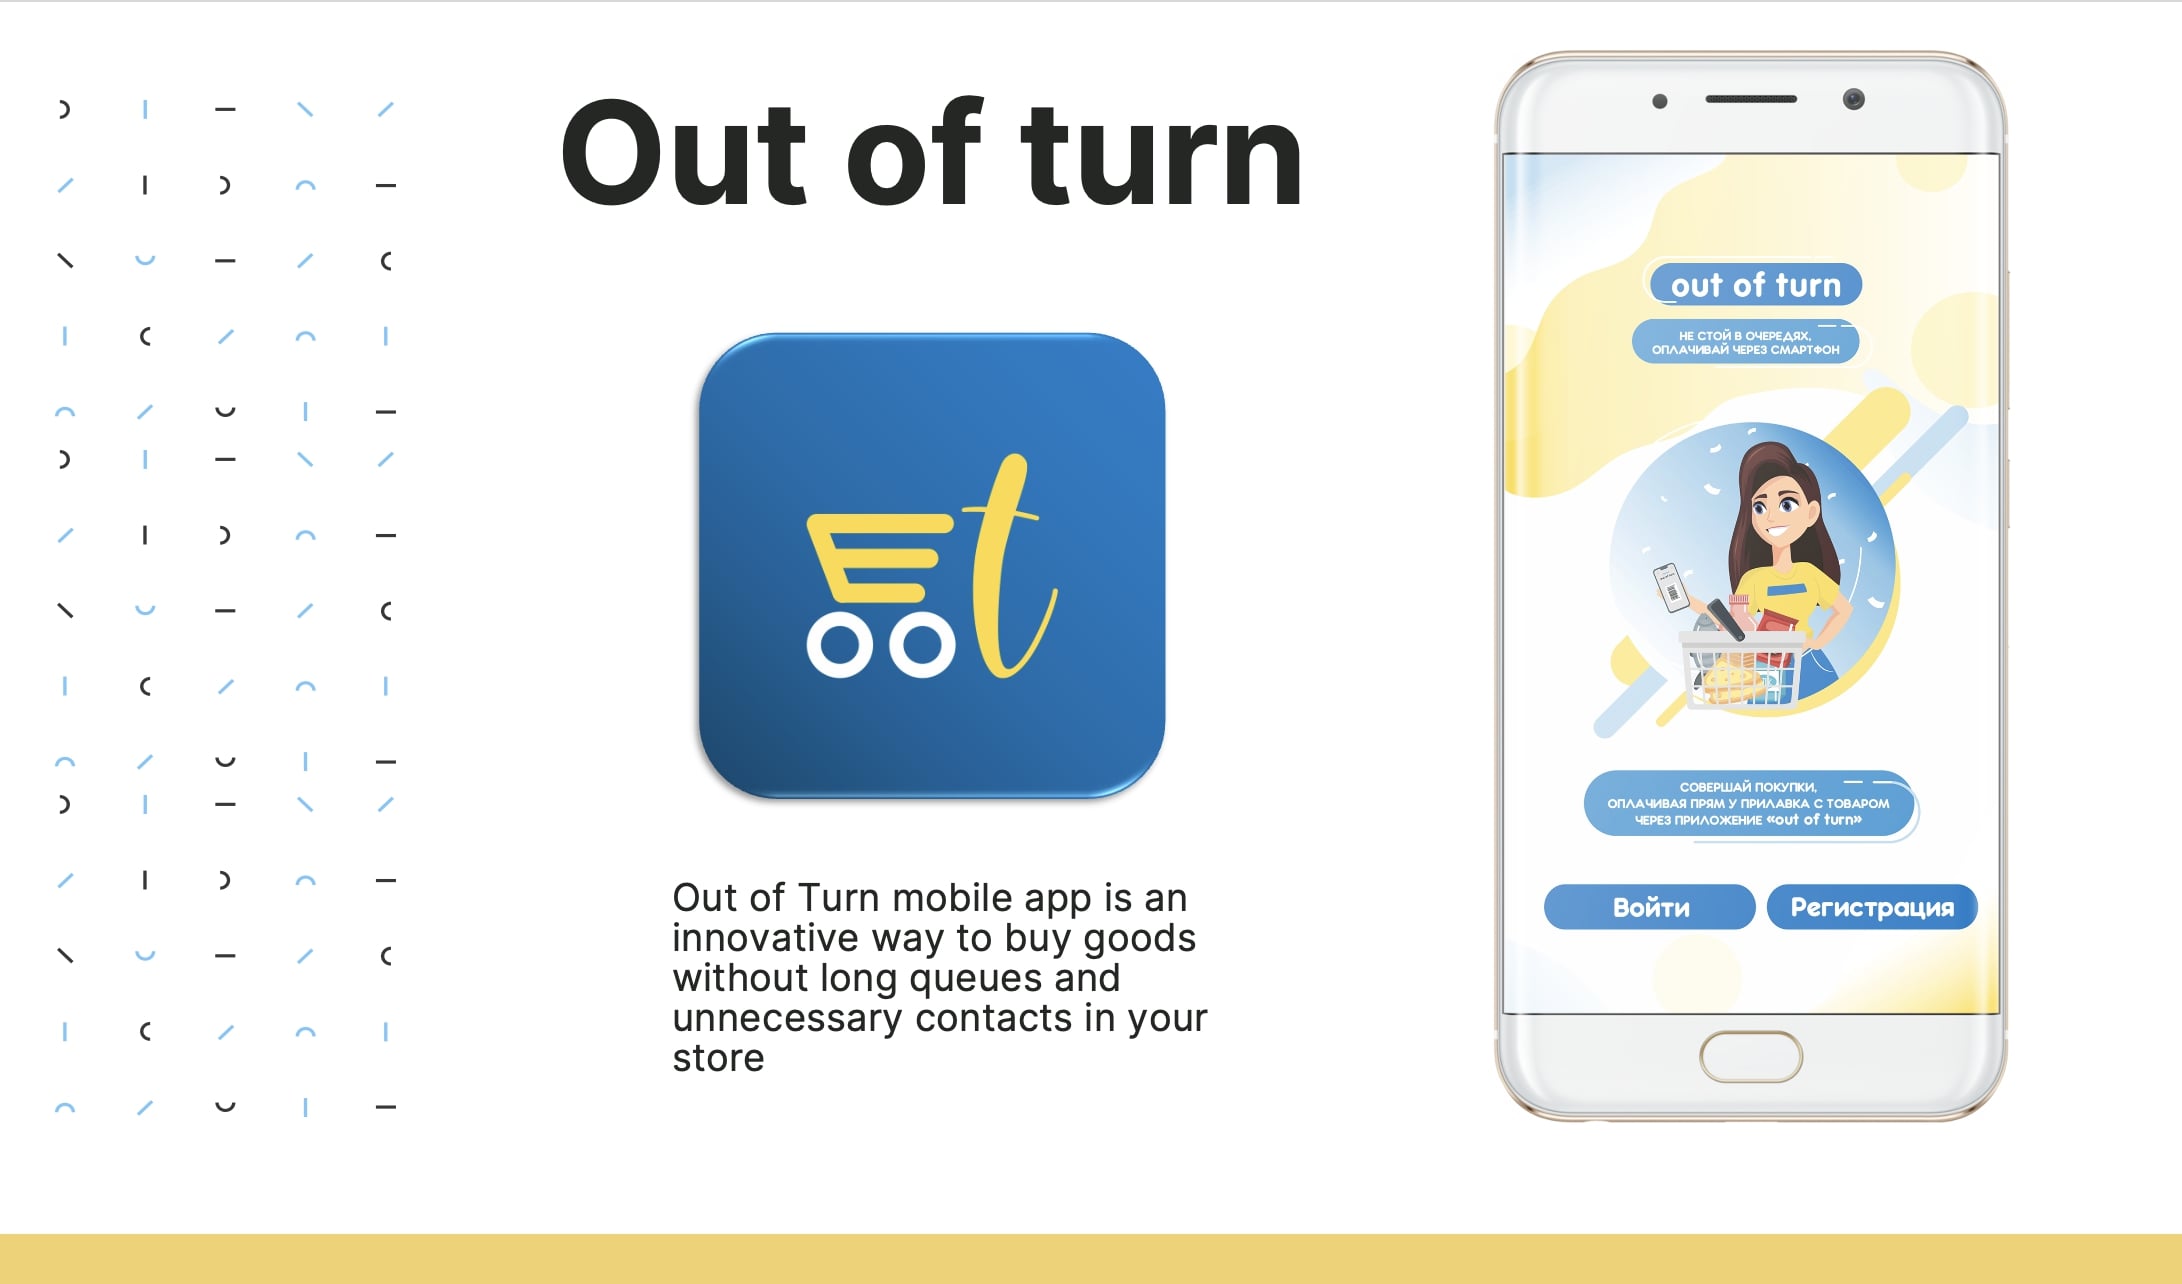 Out of turn
t
Out of Turn mobile app is an
innovative way to buy goods
without long queues and
unnecessary contacts in your
store
out of turn
НЕ СТОЙ В ОЧЕРЕДЯХ,
ОПЛАЧИВАЙ ЧЕРЕЗ СМАРТФОН
СОВЕРШАЙ ПОКУПКИ,
ОПЛАЧИВАЯ ПРЯМ У ПРИЛАВКА С ТОВАРОМ
ЧЕРЕЗ ПРИЛОЖЕНИЕ «out of turn»
Войти
Регистрация